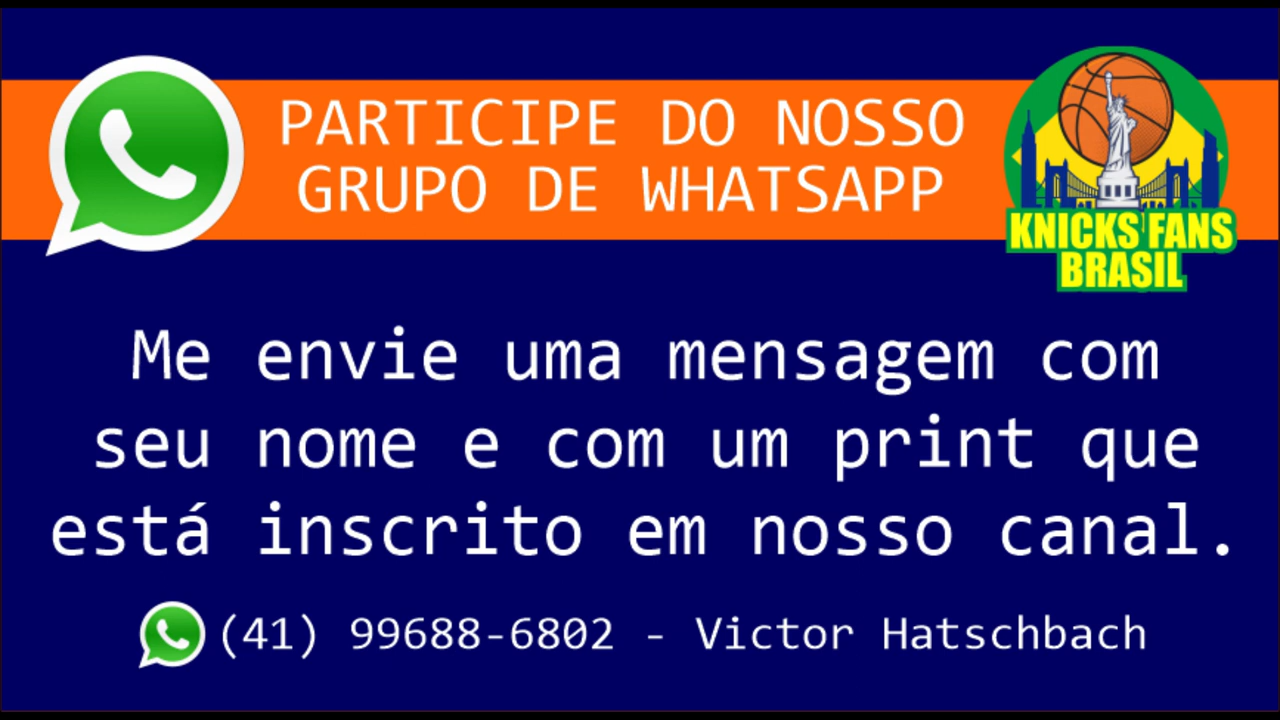 PARTICIPE DO NOSSO
GRUPO DE WHATSAPP
KNICKS FANS
BRASIL
Me envie uma mensagem com
seu nome e com um print que
está inscrito em nosso canal.
(41) 99688-6802 - Victor Hatschbach